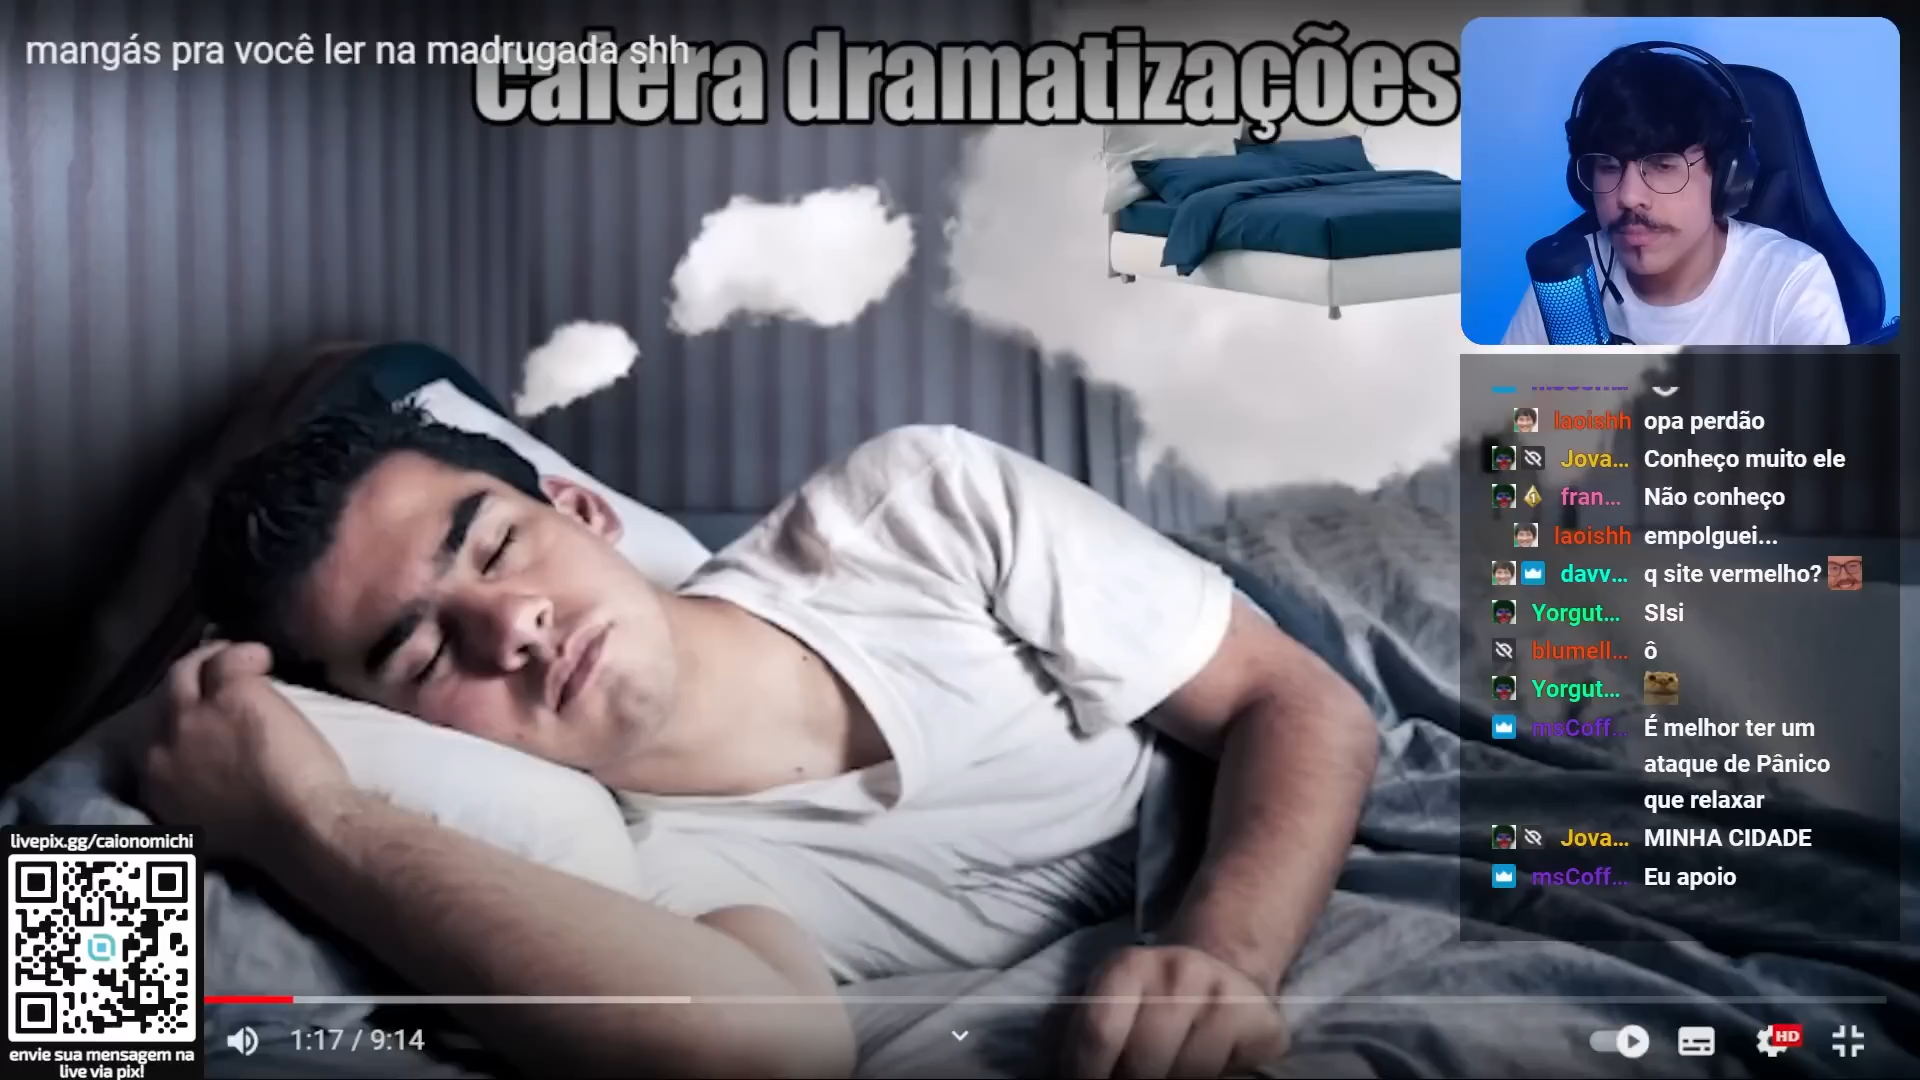 mangás pra você ler na madrugada shh
Calera dramatizações
laoishh opa perdão
Jova... Conheço muito ele
fran... Não conheço
laoishh empolguei...
davv... q site vermelho?
Yorgut... SIsi
blumell... ô
Yorgut...
msCoff... É melhor ter um
ataque de Pânico
que relaxar
Jova... MINHA CIDADE
msCoff... Eu apoio
livepix.gg/caionomichi
envie sua mensagem na
live via pix!
1:17 / 9:14
HD